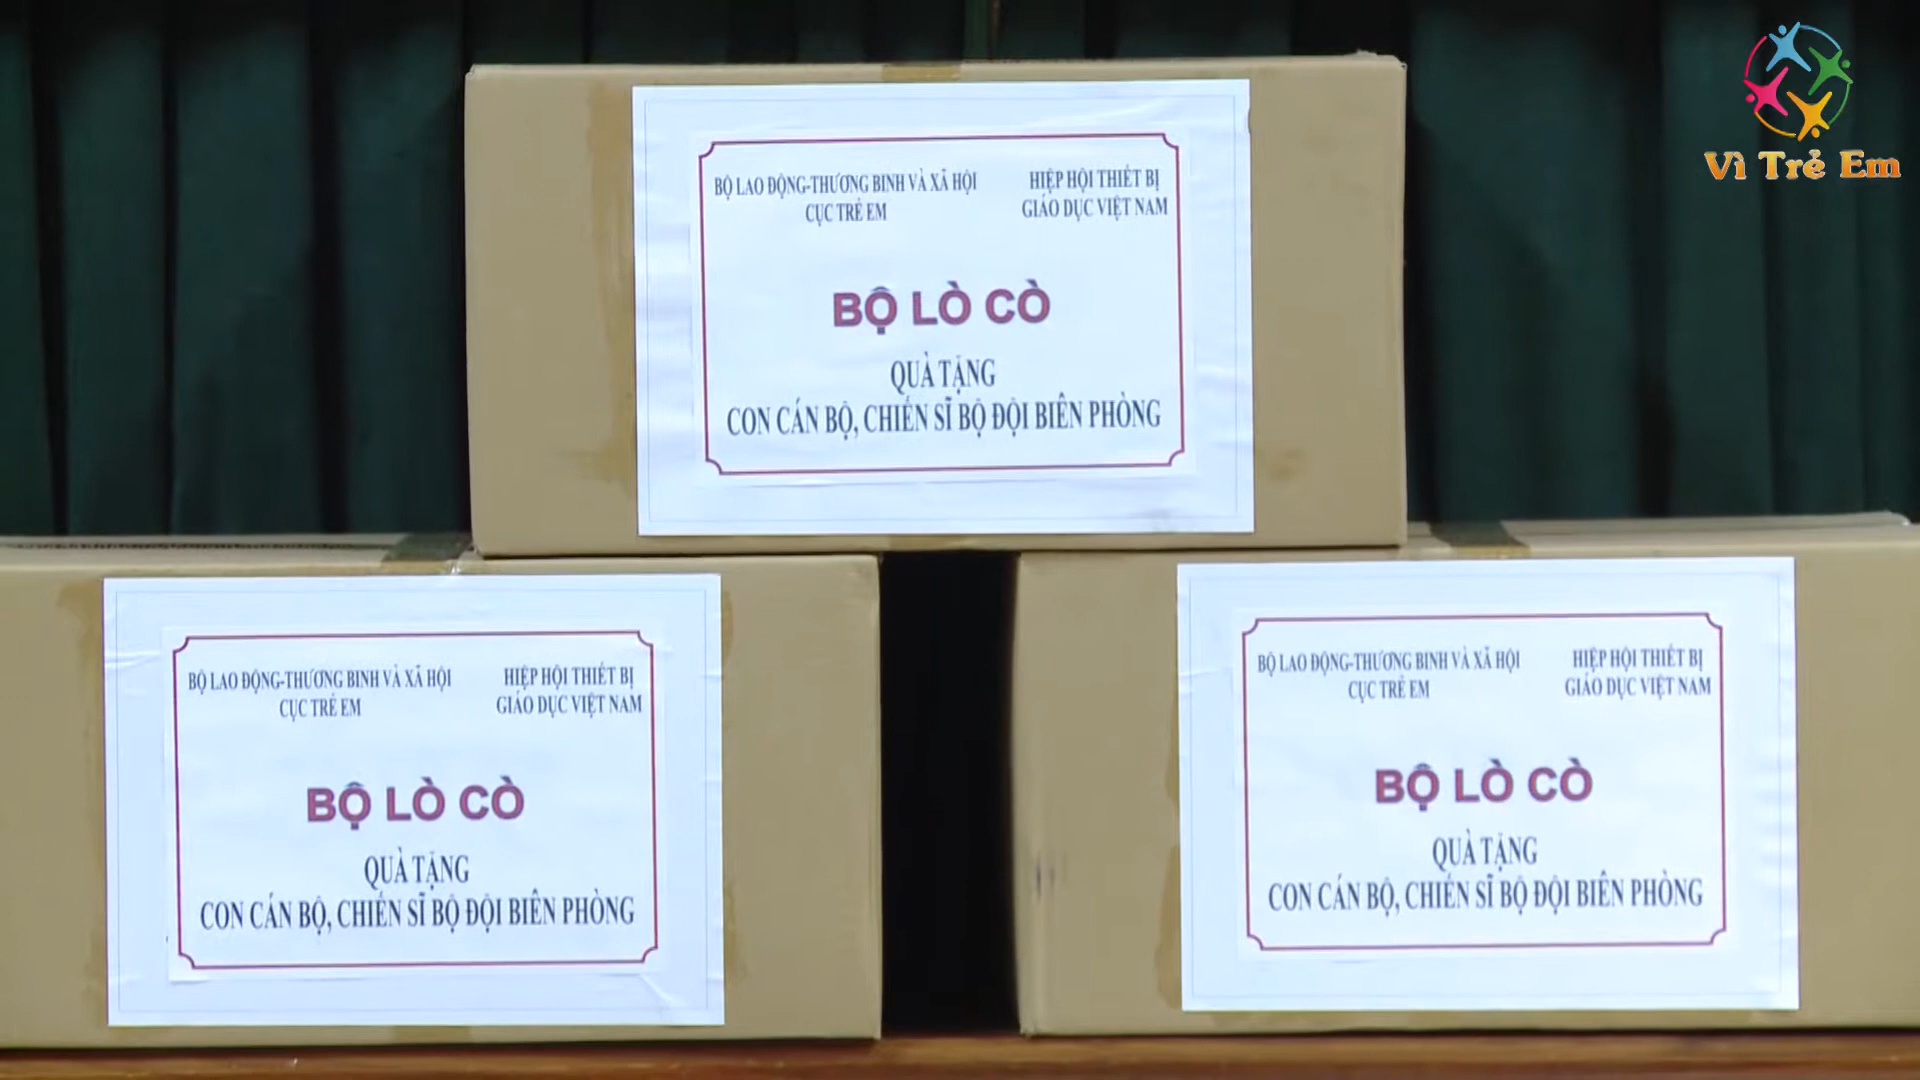 Vì Trẻ Em
BỘ LAO ĐỘNG-THƯƠNG BINH VÀ XÃ HỘI
CỤC TRẺ EM
HIỆP HỘI THIẾT BỊ
GIÁO DỤC VIỆT NAM
BỘ LÒ CÒ
QUÀ TẶNG
CON CÁN BỘ, CHIẾN SĨ BỘ ĐỘI BIÊN PHÒNG
BỘ LAO ĐỘNG-THƯƠNG BINH VÀ XÃ HỘI
CỤC TRẺ EM
HIỆP HỘI THIẾT BỊ
GIÁO DỤC VIỆT NAM
BỘ LÒ CÒ
QUÀ TẶNG
CON CÁN BỘ, CHIẾN SĨ BỘ ĐỘI BIÊN PHÒNG
BỘ LAO ĐỘNG-THƯƠNG BINH VÀ XÃ HỘI
CỤC TRẺ EM
HIỆP HỘI THIẾT BỊ
GIÁO DỤC VIỆT NAM
BỘ LÒ CÒ
QUÀ TẶNG
CON CÁN BỘ, CHIẾN SĨ BỘ ĐỘI BIÊN PHÒNG